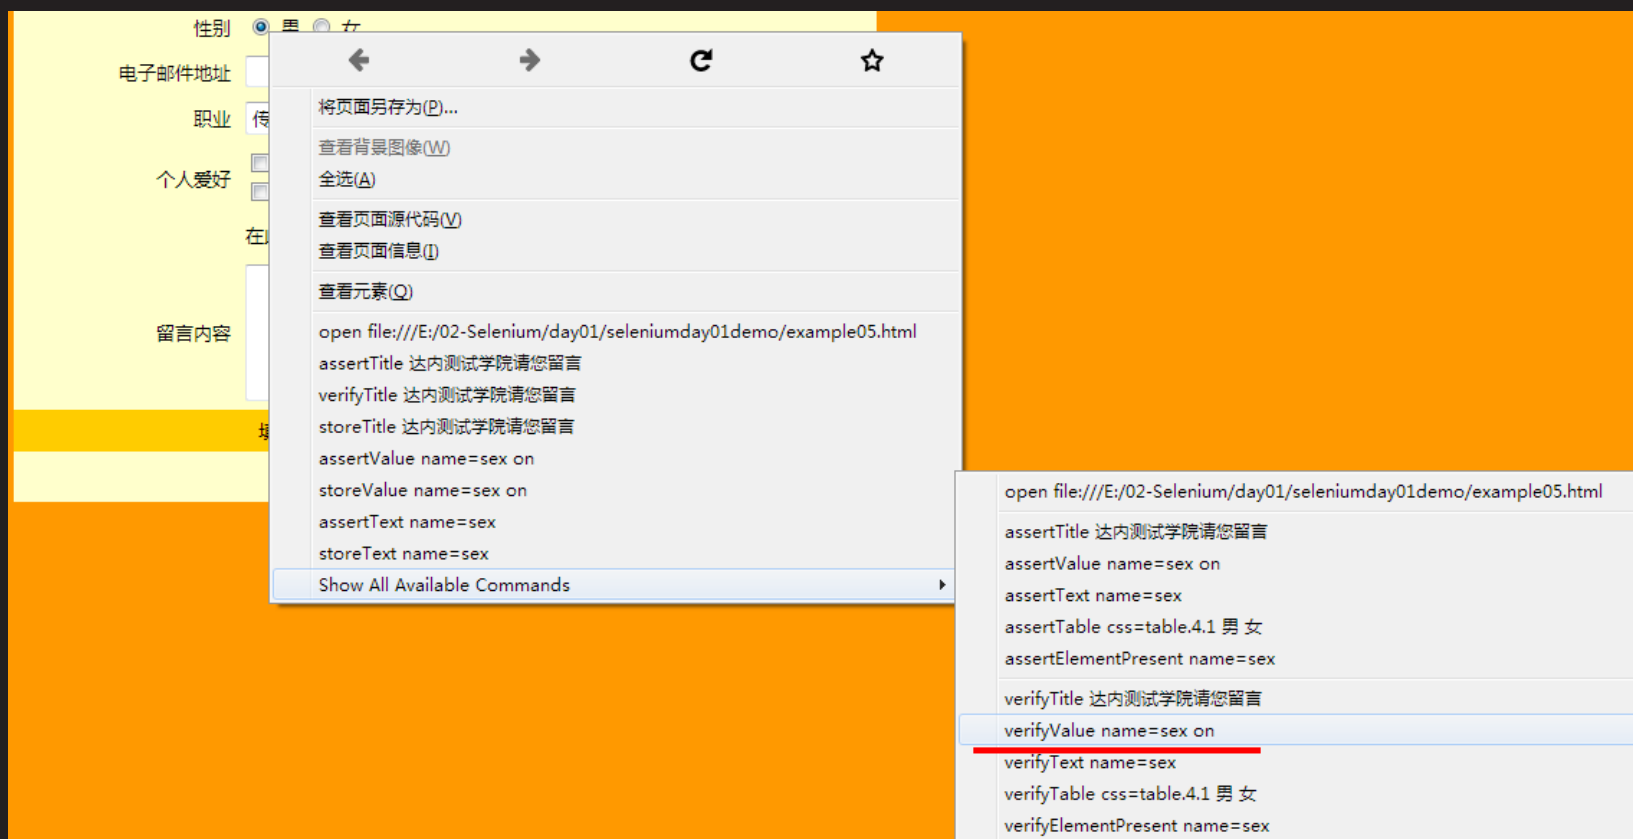 性别 男 女
电子邮件地址
职业 传
个人爱好
在
留言内容
将页面另存为(P)...
查看背景图像(W)
全选(A)
查看页面源代码(V)
查看页面信息(I)
查看元素(Q)
open file:///E:/02-Selenium/day01/seleniumday01demo/example05.html
assertTitle 达内测试学院请您留言
verifyTitle 达内测试学院请您留言
storeTitle 达内测试学院请您留言
assertValue name=sex on
storeValue name=sex on
assertText name=sex
storeText name=sex
Show All Available Commands
open file:///E:/02-Selenium/day01/seleniumday01demo/example05.html
assertTitle 达内测试学院请您留言
assertValue name=sex on
assertText name=sex
assertTable css=table.4.1 男 女
assertElementPresent name=sex
verifyTitle 达内测试学院请您留言
verifyValue name=sex on
verifyText name=sex
verifyTable css=table.4.1 男 女
verifyElementPresent name=sex